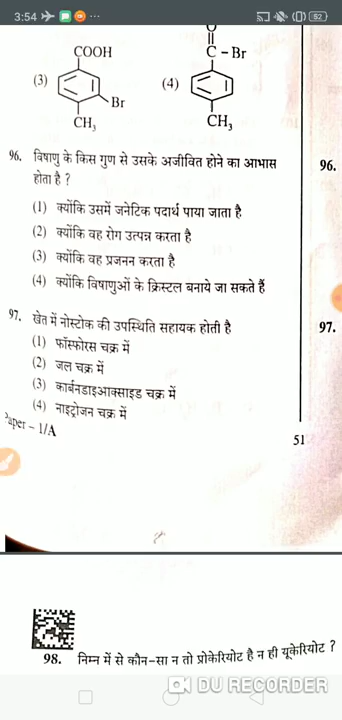 3:54
52
O
COOH
C-Br
(3)
(4)
Br
CH3
CH3
96. विषाणु के किस गुण से उसके अजीवित होने का आभास
96.
होता है ?
(1) क्योंकि उसमें जनेटिक पदार्थ पाया जाता है
(2) क्योंकि वह रोग उत्पन्न करता है
(3) क्योंकि वह प्रजनन करता है
(4) क्योंकि विषाणुओं के क्रिस्टल बनाये जा सकते हैं
97. खेत में नोस्टोक की उपस्थिति सहायक होती है
97.
(1) फॉस्फोरस चक्र में
(2) जल चक्र में
(3) कार्बनडाइआक्साइड चक्र में
(4) नाइट्रोजन चक्र में
Paper – 1/A
51
98. निम्न में से कौन-सा न तो प्रोकेरियोट है न ही यूकेरियोट ?
DU RECORDER